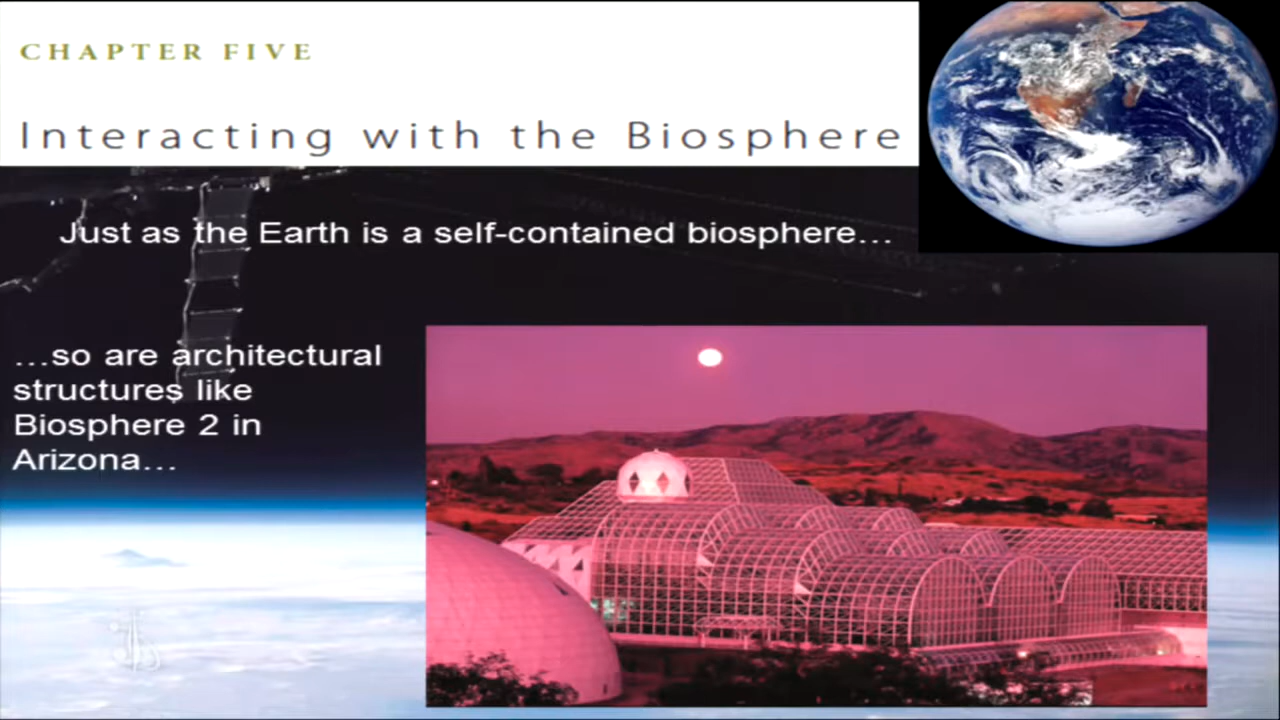 CHAPTER FIVE
Interacting with the Biosphere
Just as the Earth is a self-contained biosphere…
…so are architectural
structures like
Biosphere 2 in
Arizona…